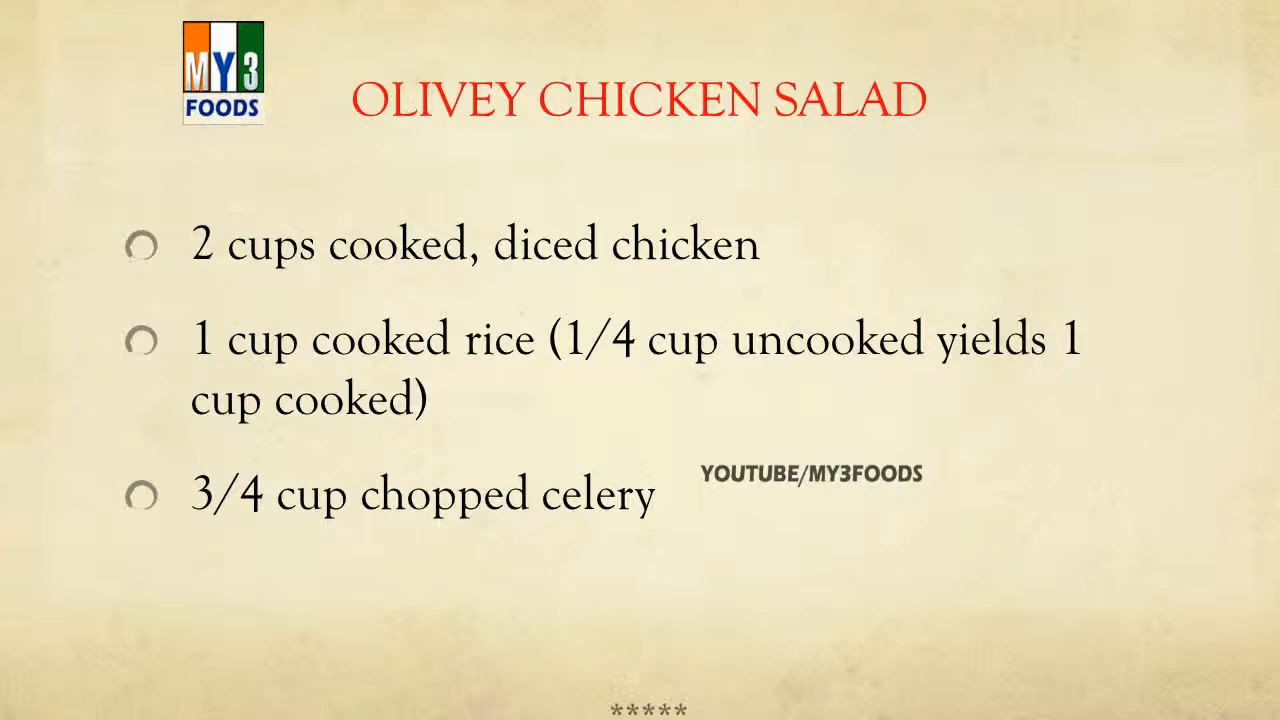 MY3
FOODS
OLIVEY CHICKEN SALAD
2 cups cooked, diced chicken
1 cup cooked rice (1/4 cup uncooked yields 1
cup cooked)
YOUTUBE/MY3FOODS
3/4 cup chopped celery
*****